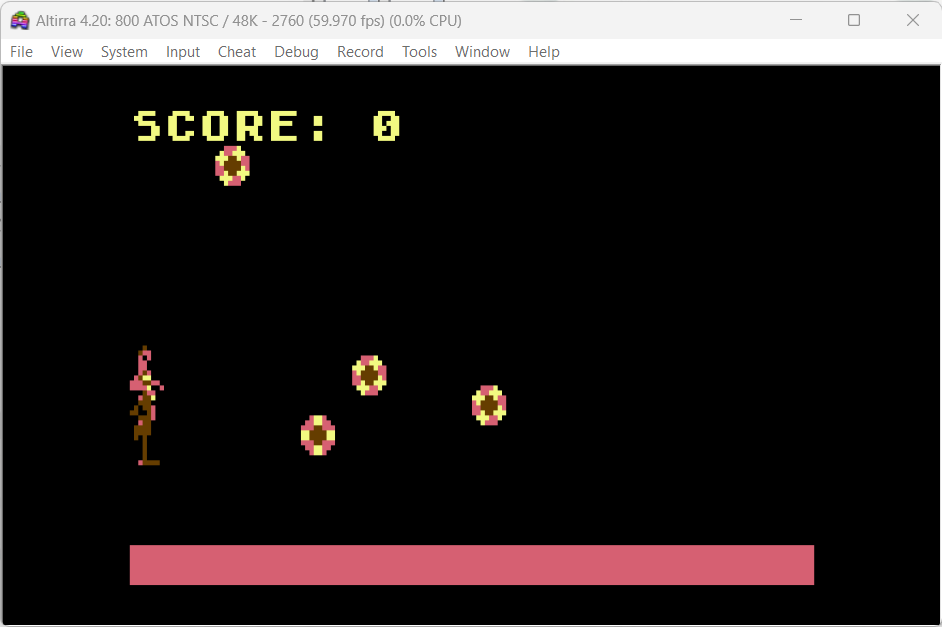 Altirra 4.20: 800 ATOS NTSC / 48K - 2760 (59.970 fps) (0.0% CPU)
File View System Input Cheat Debug Record Tools Window Help
SCORE: 0